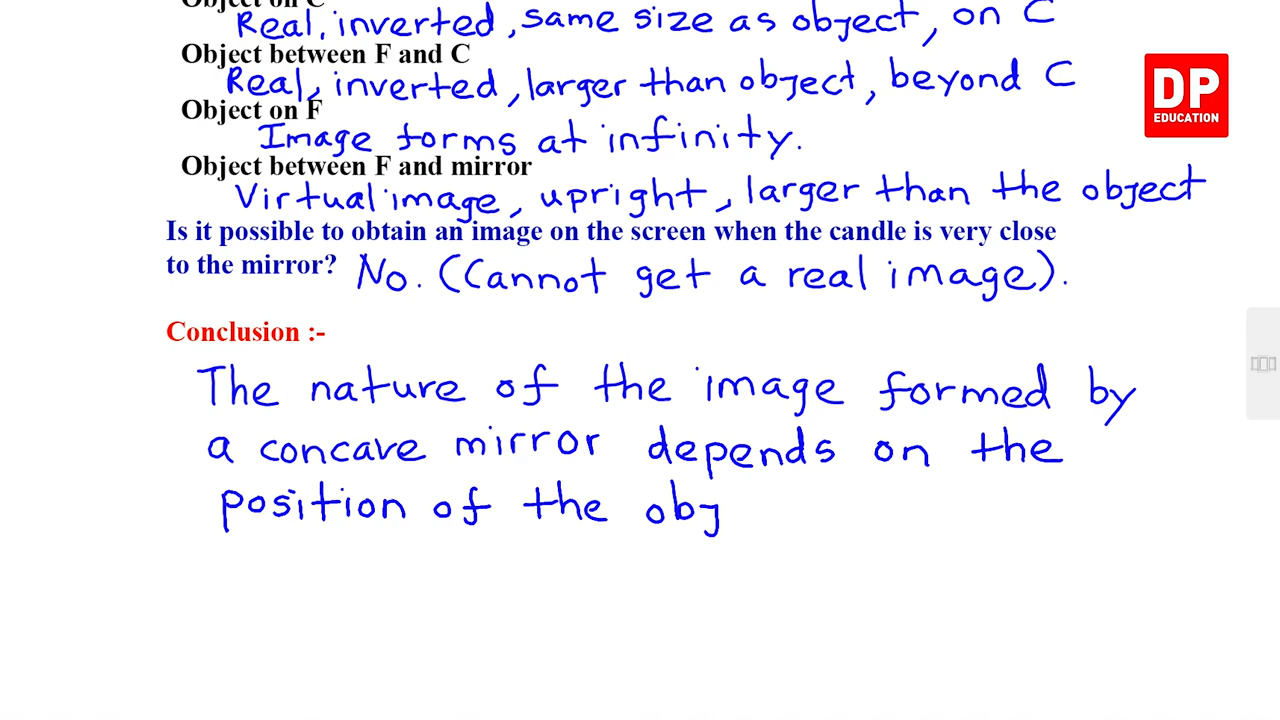 Object on C
Real, inverted, same size as object, on C
Object between F and C
Real, inverted, larger than object, beyond C
Object on F
Image forms at infinity.
Object between F and mirror
Virtual image, upright, larger than the object
Is it possible to obtain an image on the screen when the candle is very close
to the mirror? No. (Cannot get a real image).
Conclusion :-
The nature of the image formed by
a concave mirror depends on the
position of the obj
DP
EDUCATION